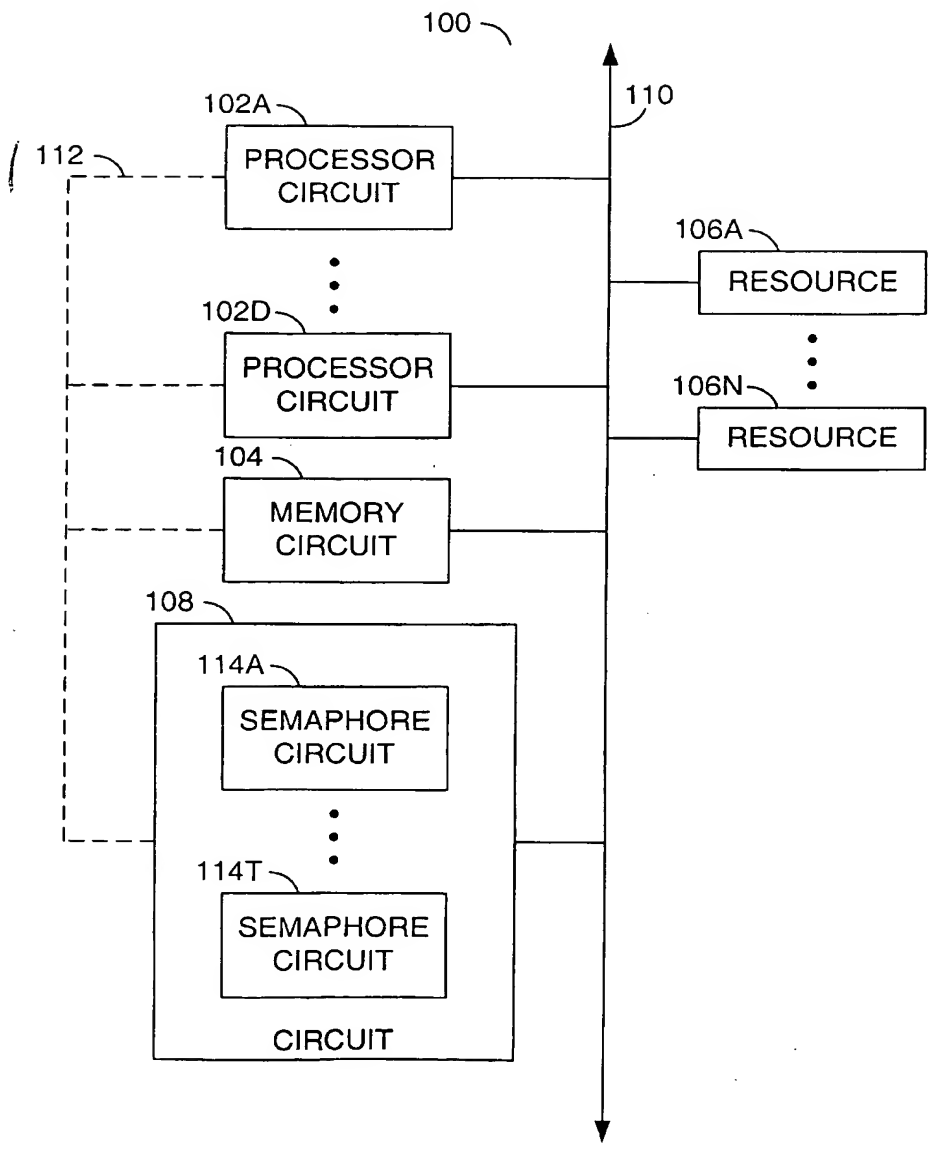 100
110
102A
PROCESSOR
CIRCUIT
112
106A
RESOURCE
102D
PROCESSOR
CIRCUIT
106N
RESOURCE
104
MEMORY
CIRCUIT
108
114A
SEMAPHORE
CIRCUIT
114T
SEMAPHORE
CIRCUIT
CIRCUIT